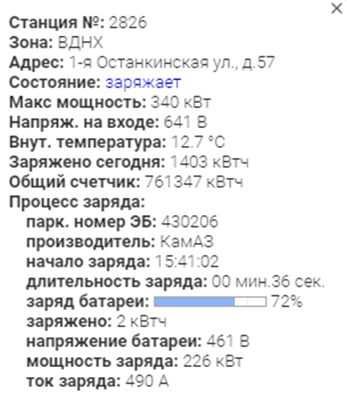 Станция №: 2826
Зона: ВДНХ
Адрес: 1-я Останкинская ул., д.57
Состояние: заряжает
Макс мощность: 340 кВт
Напряж. на входе: 641 В
Внут. температура: 12.7 °C
Заряжено сегодня: 1403 кВтч
Общий счетчик: 761347 кВтч
Процесс заряда:
парк. номер ЭБ: 430206
производитель: КамАЗ
начало заряда: 15:41:02
длительность заряда: 00 мин.36 сек.
заряд батареи: 72%
заряжено: 2 кВтч
напряжение батареи: 461 В
мощность заряда: 226 кВт
ток заряда: 490 А